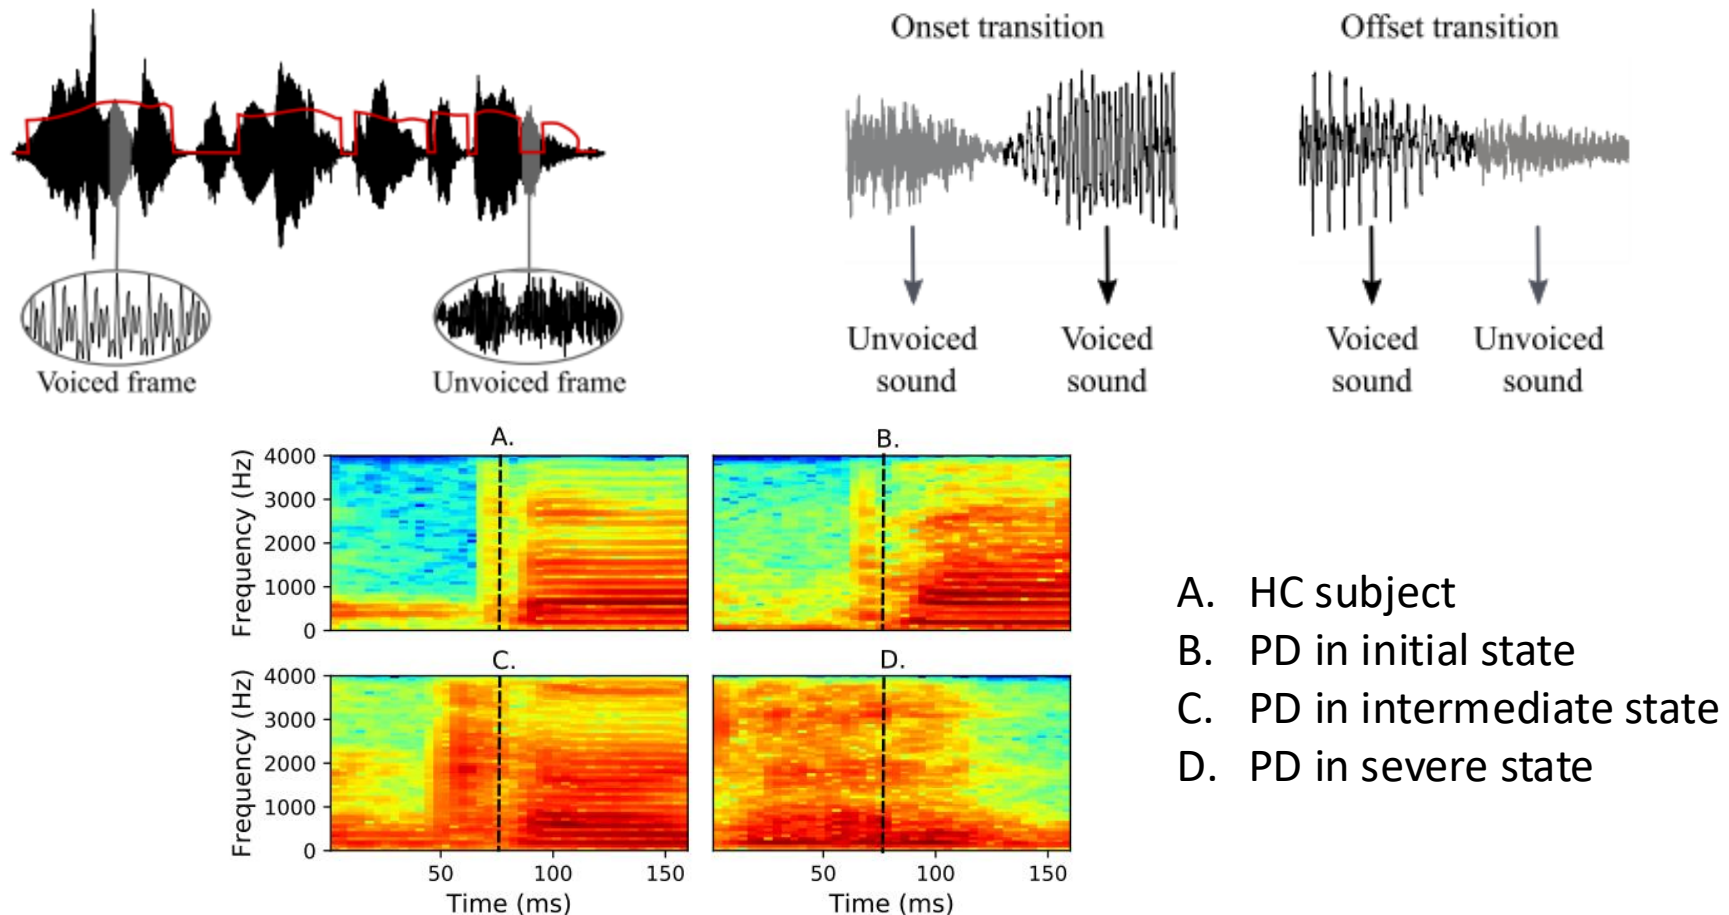 Onset transition
Offset transition
Unvoiced sound
Voiced sound
Voiced sound
Unvoiced sound
Voiced frame
Unvoiced frame
A.
B.
Frequency (Hz)
4000
3000
2000
1000
0
C.
D.
Frequency (Hz)
4000
3000
2000
1000
0
50
100
150
50
100
150
Time (ms)
Time (ms)
A. HC subject
B. PD in initial state
C. PD in intermediate state
D. PD in severe state